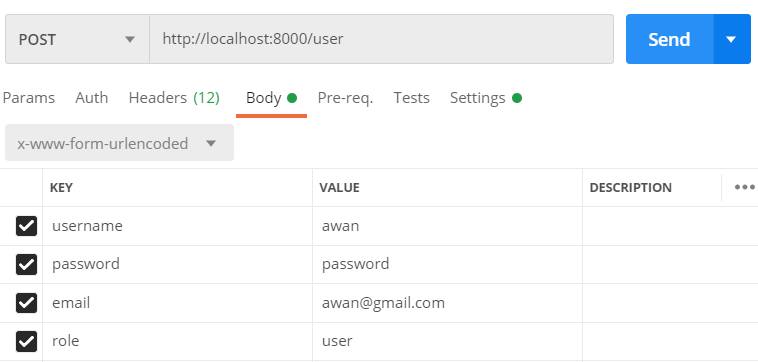 POST http://localhost:8000/user Send
Params Auth Headers (12) Body Pre-req. Tests Settings
x-www-form-urlencoded
KEY VALUE DESCRIPTION
username awan
password password
email awan@gmail.com
role user